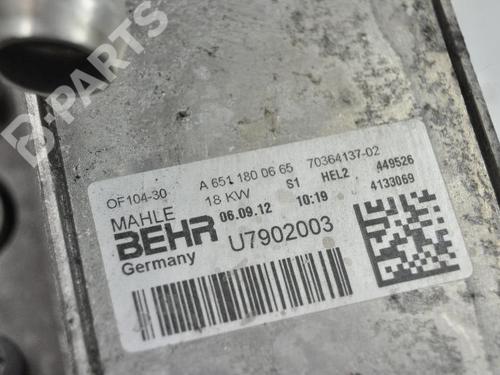 B-PARTS
OF104-30 A 651 180 06 65 70364137-02 449526
MAHLE 18 KW S1 HEL2 4133069
BEHR 06.09.12 10:19
Germany U7902003